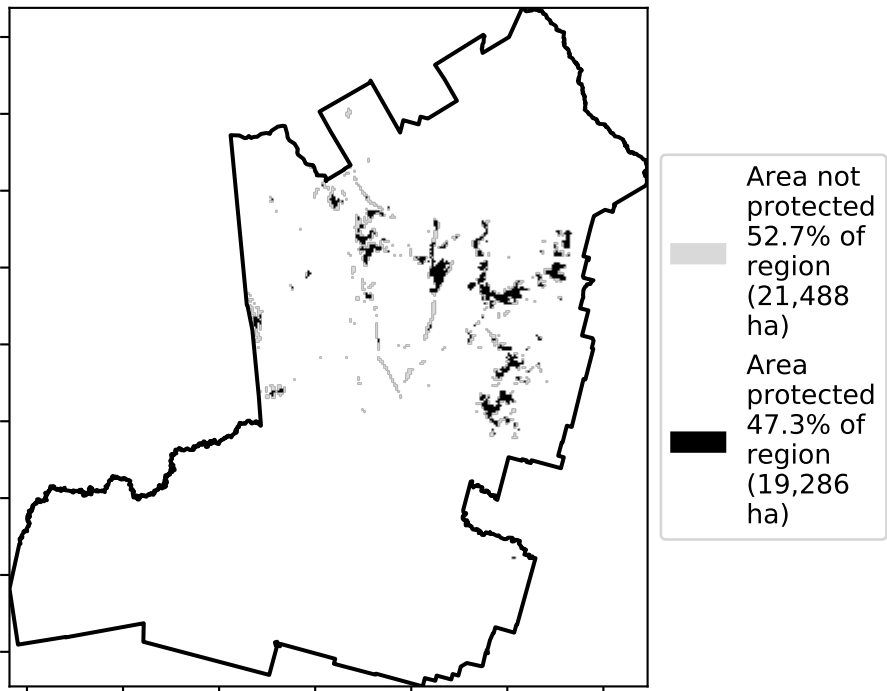 Area not
protected
52.7% of
region
(21,488
ha)
Area
protected
47.3% of
region
(19,286
ha)